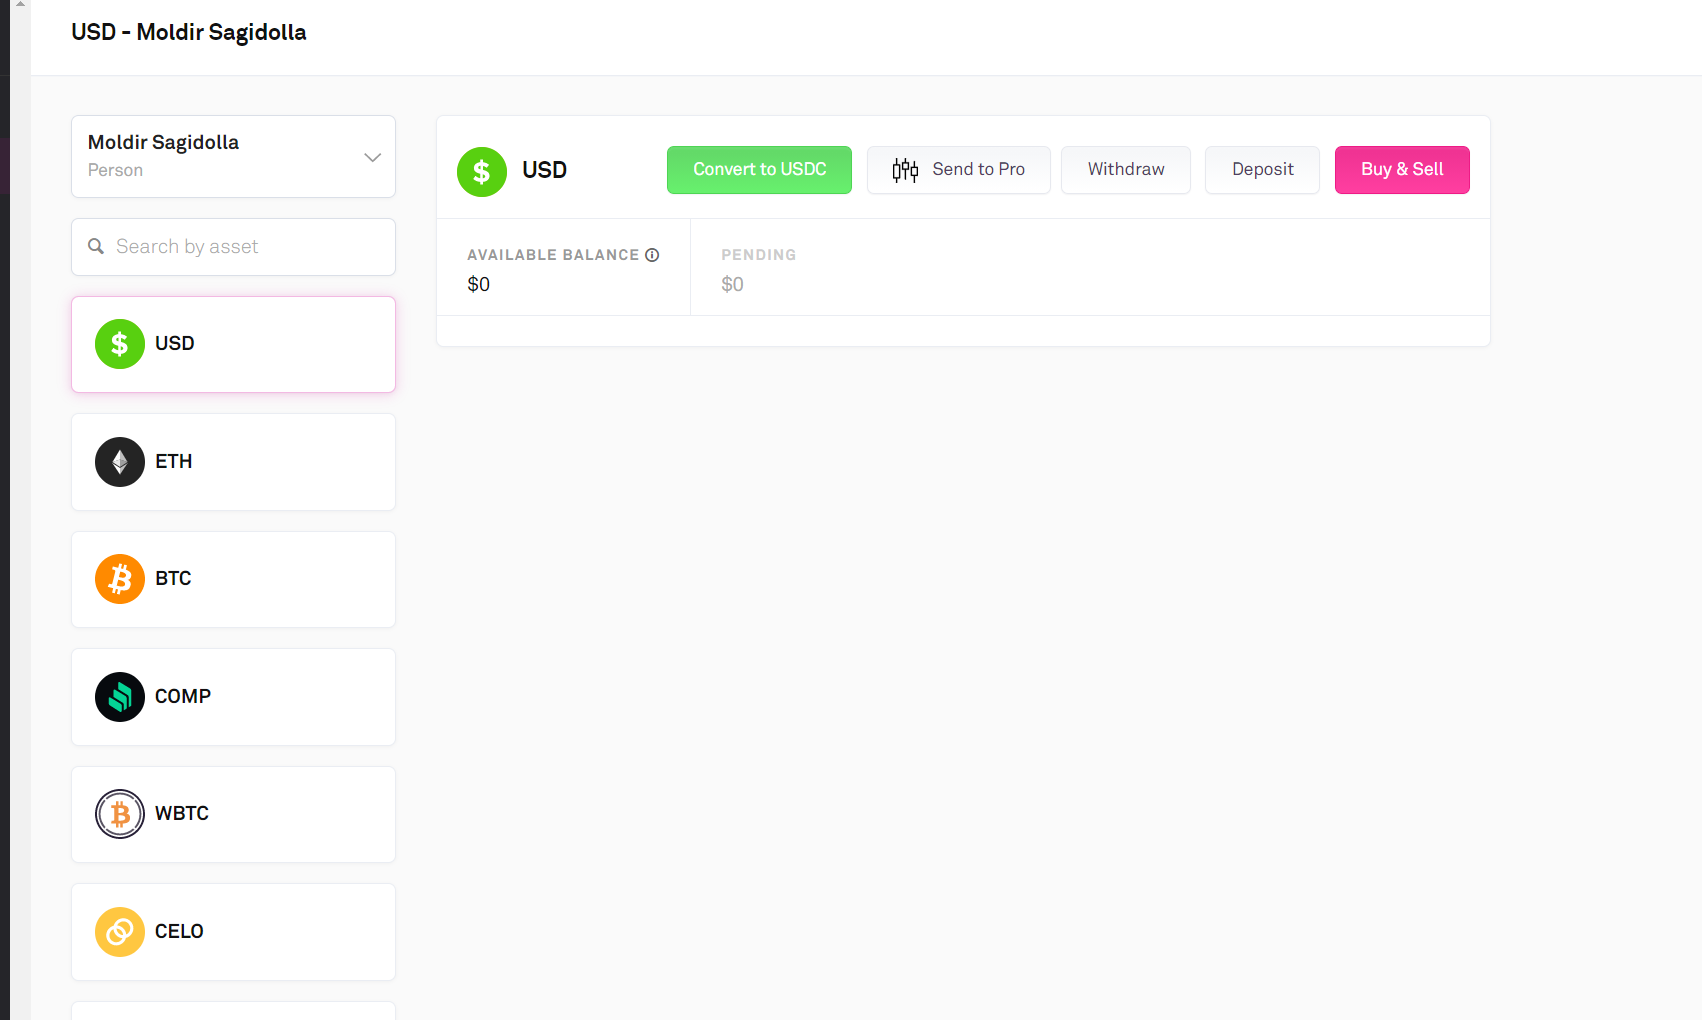 USD - Moldir Sagidolla
Moldir Sagidolla
Person
Search by asset
USD
ETH
BTC
COMP
WBTC
CELO
USD
Convert to USDC
Send to Pro
Withdraw
Deposit
Buy & Sell
AVAILABLE BALANCE
$0
PENDING
$0